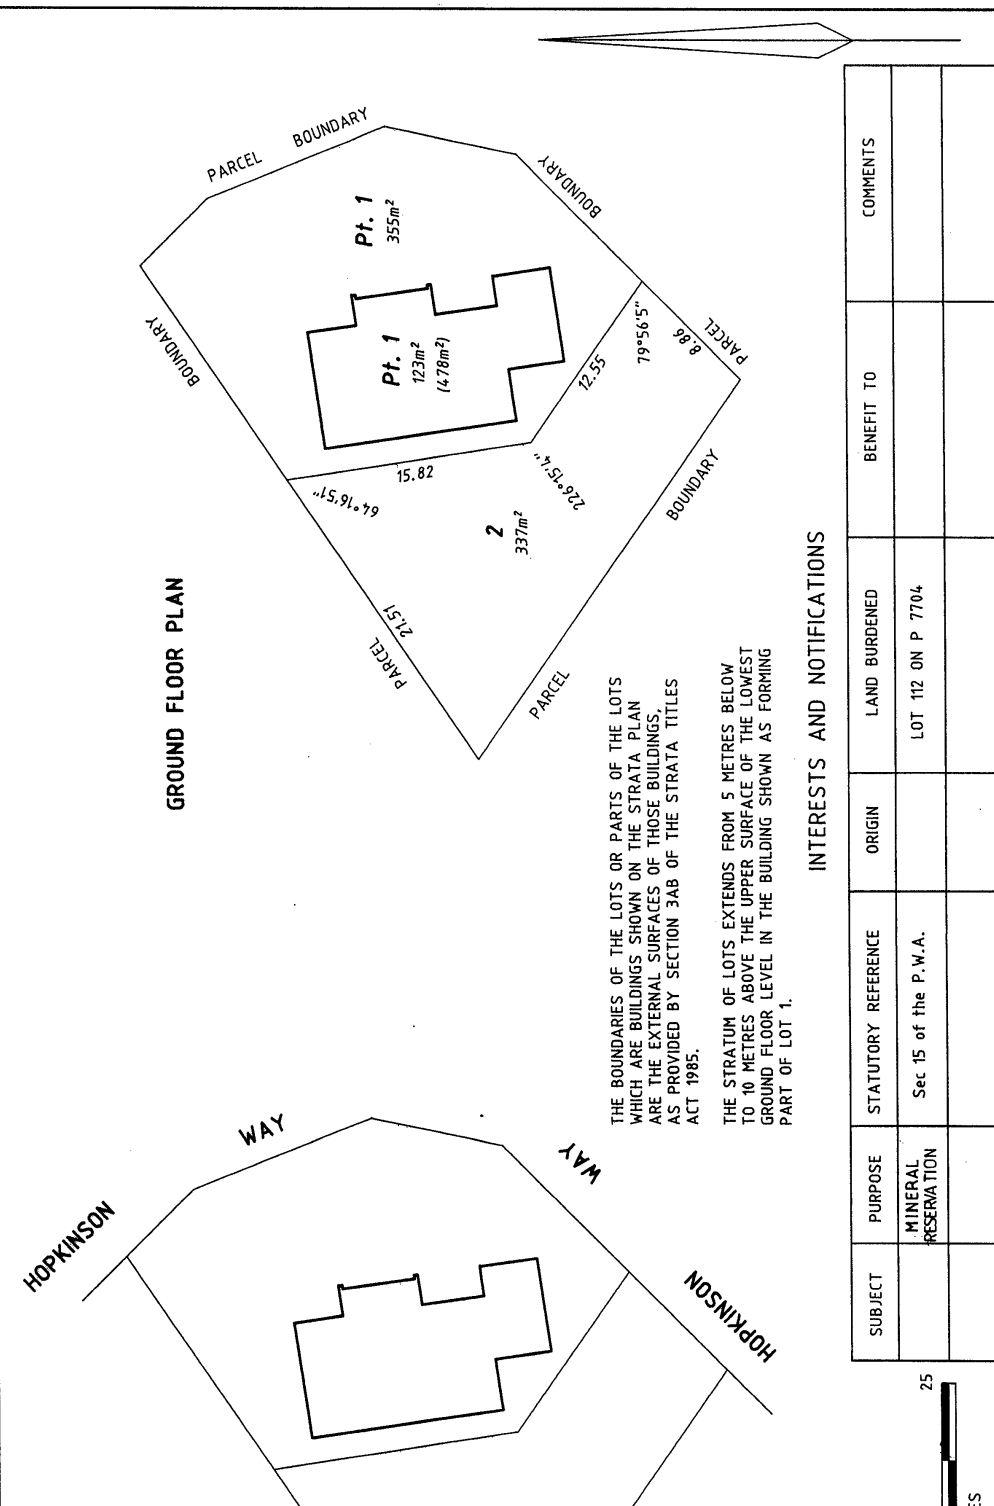 GROUND FLOOR PLAN
PARCEL BOUNDARY
BOUNDARY
PARCEL
BOUNDARY
PARCEL
PARCEL
BOUNDARY
Pt. 1
355m²
Pt. 1
123m²
(478m²)
2
337m²
21.51
64°16'51"
15.82
226°15'4"
12.55
79°56'5"
8.86
HOPKINSON
WAY
WAY
HOPKINSON
THE BOUNDARIES OF THE LOTS OR PARTS OF THE LOTS
WHICH ARE BUILDINGS SHOWN ON THE STRATA PLAN
ARE THE EXTERNAL SURFACES OF THOSE BUILDINGS,
AS PROVIDED BY SECTION 3AB OF THE STRATA TITLES
ACT 1985.
THE STRATUM OF LOTS EXTENDS FROM 5 METRES BELOW
TO 10 METRES ABOVE THE UPPER SURFACE OF THE LOWEST
GROUND FLOOR LEVEL IN THE BUILDING SHOWN AS FORMING
PART OF LOT 1.
INTERESTS AND NOTIFICATIONS
SUBJECT PURPOSE STATUTORY REFERENCE ORIGIN LAND BURDENED BENEFIT TO COMMENTS
MINERAL
RESERVATION
Sec 15 of the P.W.A.
LOT 112 ON P 7704
25